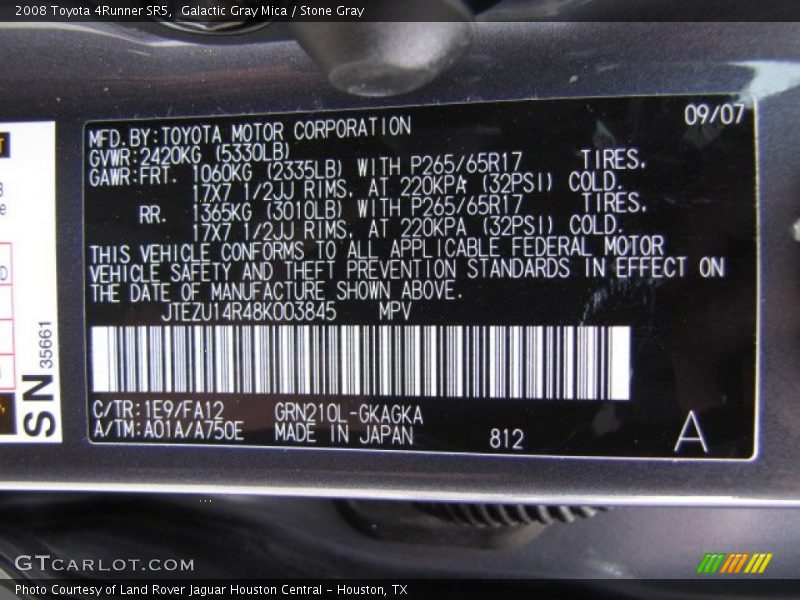 2008 Toyota 4Runner SR5, Galactic Gray Mica / Stone Gray
09/07
MFD.BY:TOYOTA MOTOR CORPORATION
GVWR:2420KG (5330LB)
GAWR:FRT. 1060KG (2335LB) WITH P265/65R17 TIRES.
17X7 1/2JJ RIMS, AT 220KPA (32PSI) COLD.
RR. 1365KG (3010LB) WITH P265/65R17 TIRES.
17X7 1/2JJ RIMS, AT 220KPA (32PSI) COLD.
THIS VEHICLE CONFORMS TO ALL APPLICABLE FEDERAL MOTOR
VEHICLE SAFETY AND THEFT PREVENTION STANDARDS IN EFFECT ON
THE DATE OF MANUFACTURE SHOWN ABOVE.
JTEZU14R48K003845 MPV
C/TR:1E9/FA12 GRN210L-GKAGKA
A/TM:A01A/A750E MADE IN JAPAN 812 A
SN 35661
GTCARLOT.COM
Photo Courtesy of Land Rover Jaguar Houston Central - Houston, TX